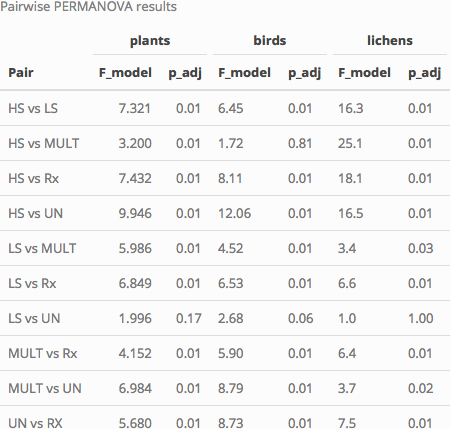 Pairwise PERMANOVA results
plants birds lichens
Pair F_model p_adj F_model p_adj F_model p_adj
HS vs LS 7.321 0.01 6.45 0.01 16.3 0.01
HS vs MULT 3.200 0.01 1.72 0.81 25.1 0.01
HS vs Rx 7.432 0.01 8.11 0.01 18.1 0.01
HS vs UN 9.946 0.01 12.06 0.01 16.5 0.01
LS vs MULT 5.986 0.01 4.52 0.01 3.4 0.03
LS vs Rx 6.849 0.01 6.53 0.01 6.6 0.01
LS vs UN 1.996 0.17 2.68 0.06 1.0 1.00
MULT vs Rx 4.152 0.01 5.90 0.01 6.4 0.01
MULT vs UN 6.984 0.01 8.79 0.01 3.7 0.02
UN vs RX 5.680 0.01 8.73 0.01 7.5 0.01